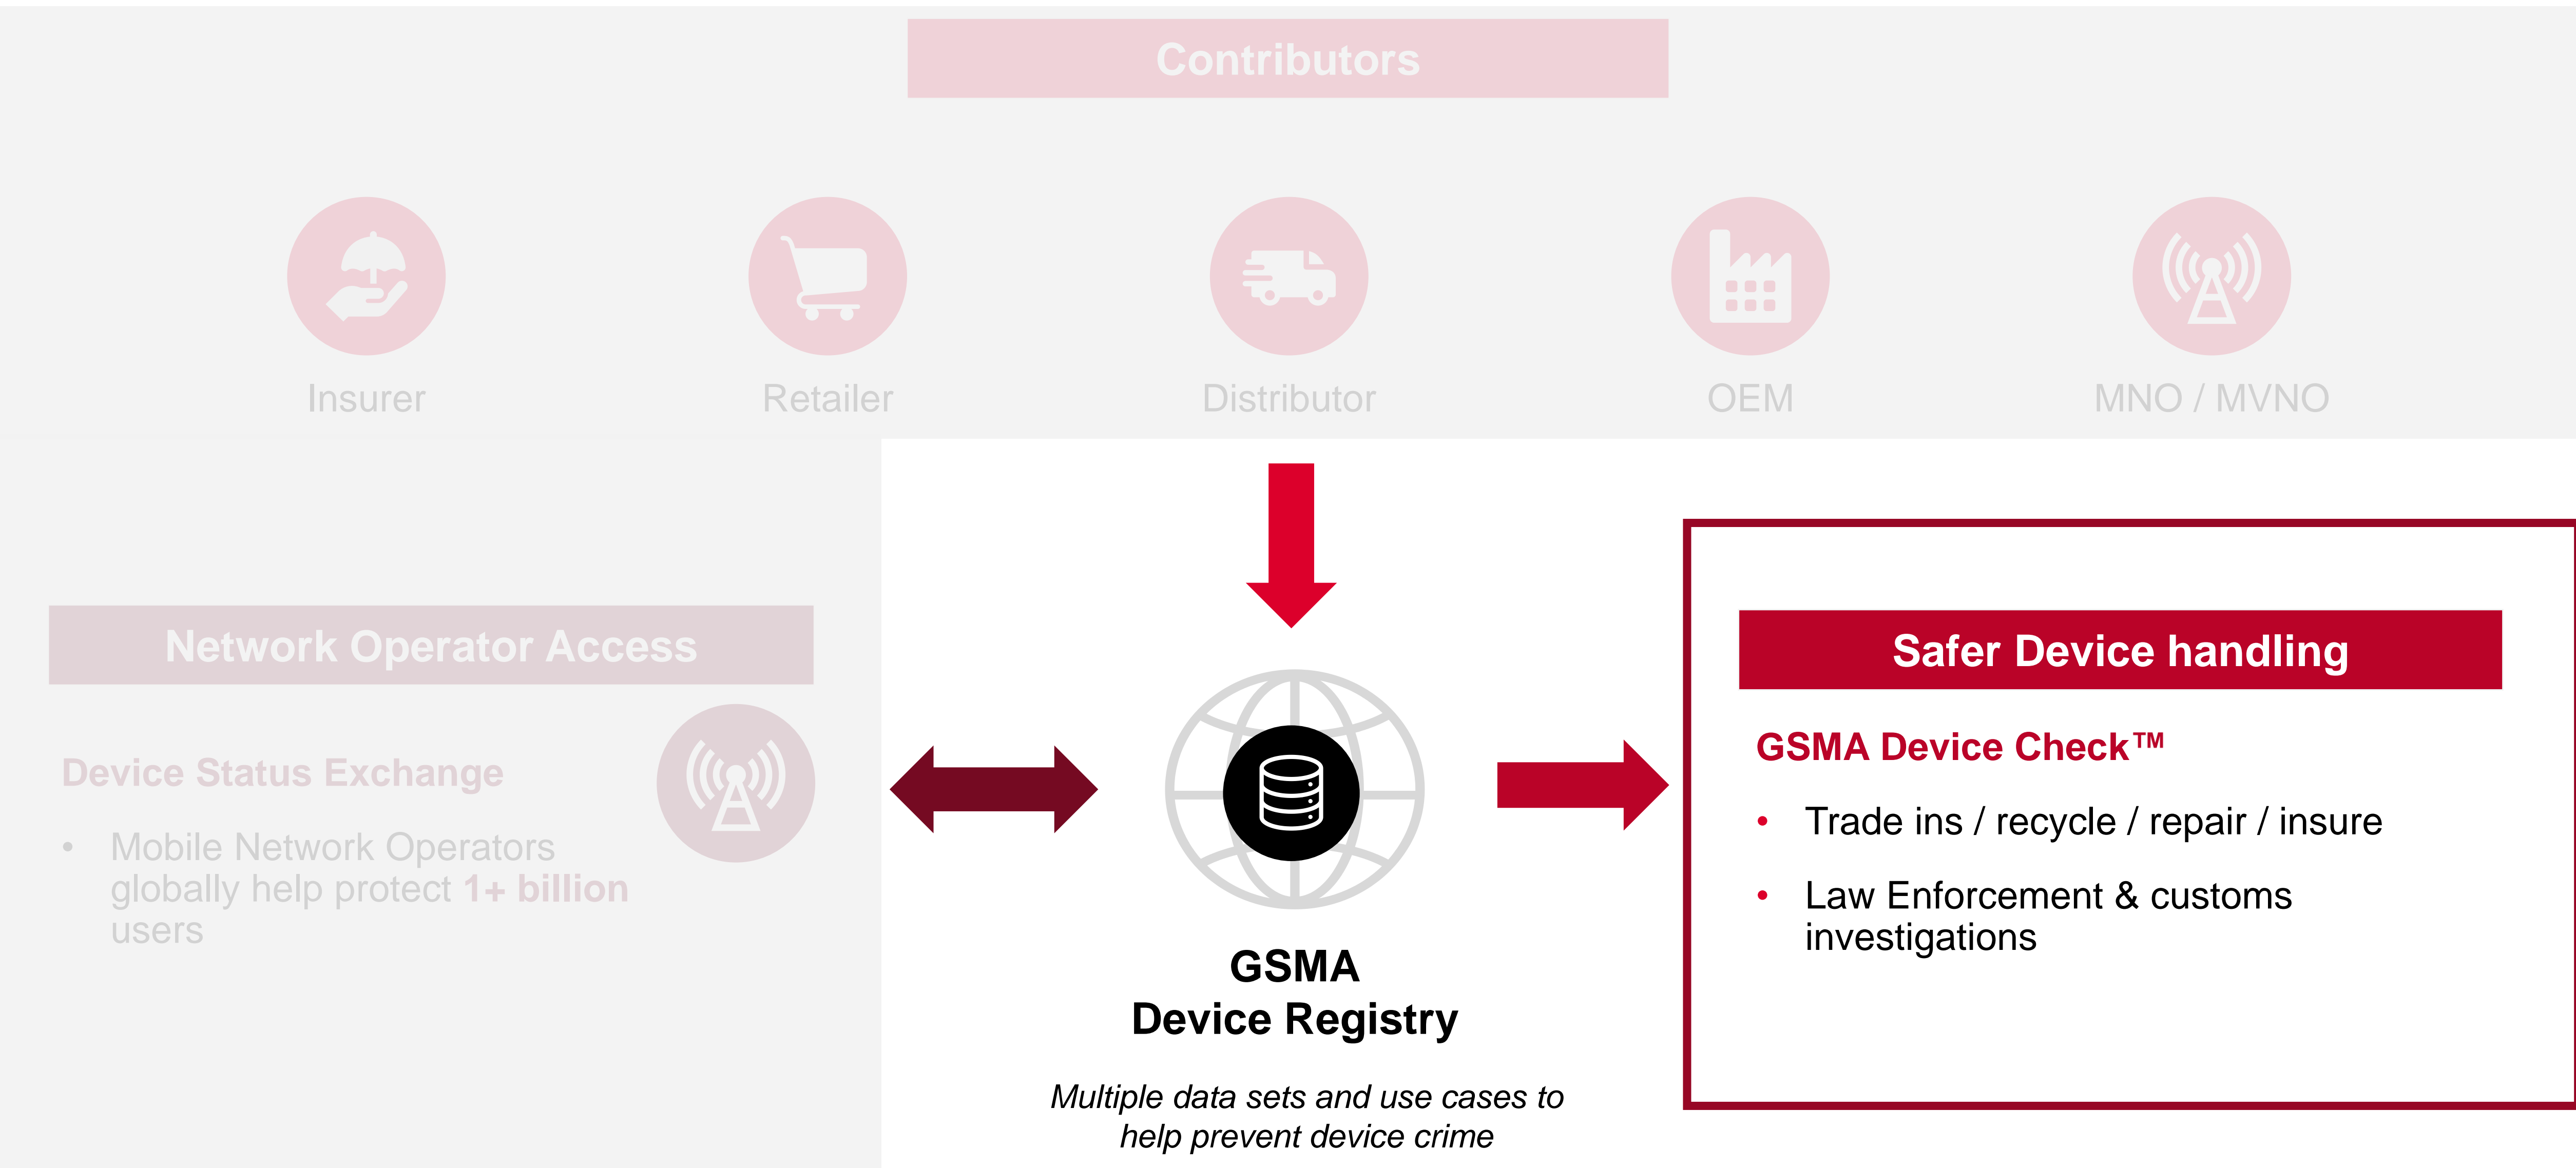 Contributors
Insurer
Retailer
Distributor
OEM
MNO / MVNO
Network Operator Access
Device Status Exchange
• Mobile Network Operators
globally help protect 1+ billion
users
GSMA
Device Registry
Multiple data sets and use cases to
help prevent device crime
Safer Device handling
GSMA Device Check™
• Trade ins / recycle / repair / insure
• Law Enforcement & customs
investigations